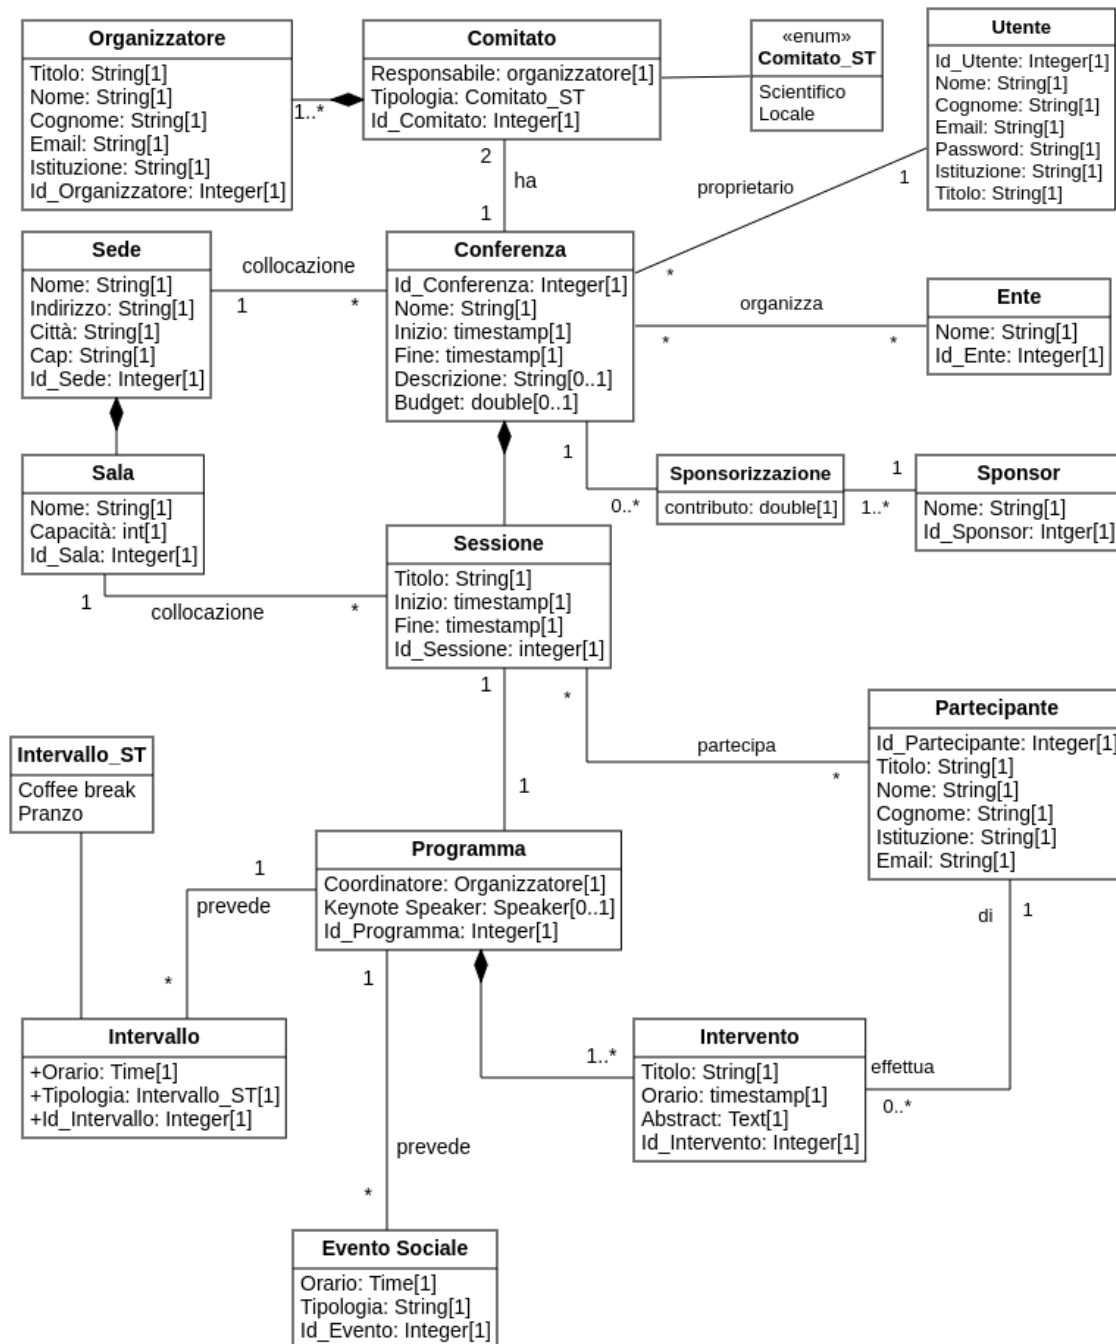 Organizzatore
Titolo: String[1]
Nome: String[1]
Cognome: String[1]
Email: String[1]
Istituzione: String[1]
Id_Organizzatore: Integer[1]
1..*
Comitato
Responsabile: organizzatore[1]
Tipologia: Comitato_ST
Id_Comitato: Integer[1]
«enum»
Comitato_ST
Scientifico
Locale
Utente
Id_Utente: Integer[1]
Nome: String[1]
Cognome: String[1]
Email: String[1]
Password: String[1]
Istituzione: String[1]
Titolo: String[1]
2
ha
1
proprietario
1
*
Sede
Nome: String[1]
Indirizzo: String[1]
Città: String[1]
Cap: String[1]
Id_Sede: Integer[1]
collocazione
1
*
Conferenza
Id_Conferenza: Integer[1]
Nome: String[1]
Inizio: timestamp[1]
Fine: timestamp[1]
Descrizione: String[0..1]
Budget: double[0..1]
organizza
*
*
Ente
Nome: String[1]
Id_Ente: Integer[1]
1
0..*
Sponsorizzazione
contributo: double[1]
1
1..*
Sponsor
Nome: String[1]
Id_Sponsor: Intger[1]
Sala
Nome: String[1]
Capacità: int[1]
Id_Sala: Integer[1]
1
collocazione
*
Sessione
Titolo: String[1]
Inizio: timestamp[1]
Fine: timestamp[1]
Id_Sessione: integer[1]
1
*
partecipa
*
1
Partecipante
Id_Partecipante: Integer[1]
Titolo: String[1]
Nome: String[1]
Cognome: String[1]
Istituzione: String[1]
Email: String[1]
Intervallo_ST
Coffee break
Pranzo
1
prevede
*
Programma
Coordinatore: Organizzatore[1]
Keynote Speaker: Speaker[0..1]
Id_Programma: Integer[1]
1
di
1
Intervallo
+Orario: Time[1]
+Tipologia: Intervallo_ST[1]
+Id_Intervallo: Integer[1]
1..*
Intervento
Titolo: String[1]
Orario: timestamp[1]
Abstract: Text[1]
Id_Intervento: Integer[1]
effettua
0..*
prevede
*
Evento Sociale
Orario: Time[1]
Tipologia: String[1]
Id_Evento: Integer[1]